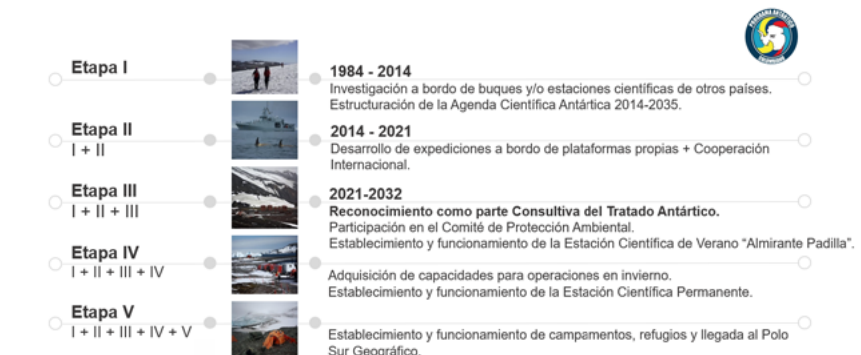 PROGRAMA ANTÁRTICO
Etapa I
1984 - 2014
Investigación a bordo de buques y/o estaciones científicas de otros países.
Estructuración de la Agenda Científica Antártica 2014-2035.
Etapa II
I + II
2014 - 2021
Desarrollo de expediciones a bordo de plataformas propias + Cooperación
Internacional.
Etapa III
I + II + III
2021-2032
Reconocimiento como parte Consultiva del Tratado Antártico.
Participación en el Comité de Protección Ambiental.
Establecimiento y funcionamiento de la Estación Científica de Verano “Almirante Padilla”.
Etapa IV
I + II + III + IV
Adquisición de capacidades para operaciones en invierno.
Establecimiento y funcionamiento de la Estación Científica Permanente.
Etapa V
I + II + III + IV + V
Establecimiento y funcionamiento de campamentos, refugios y llegada al Polo
Sur Geográfico.